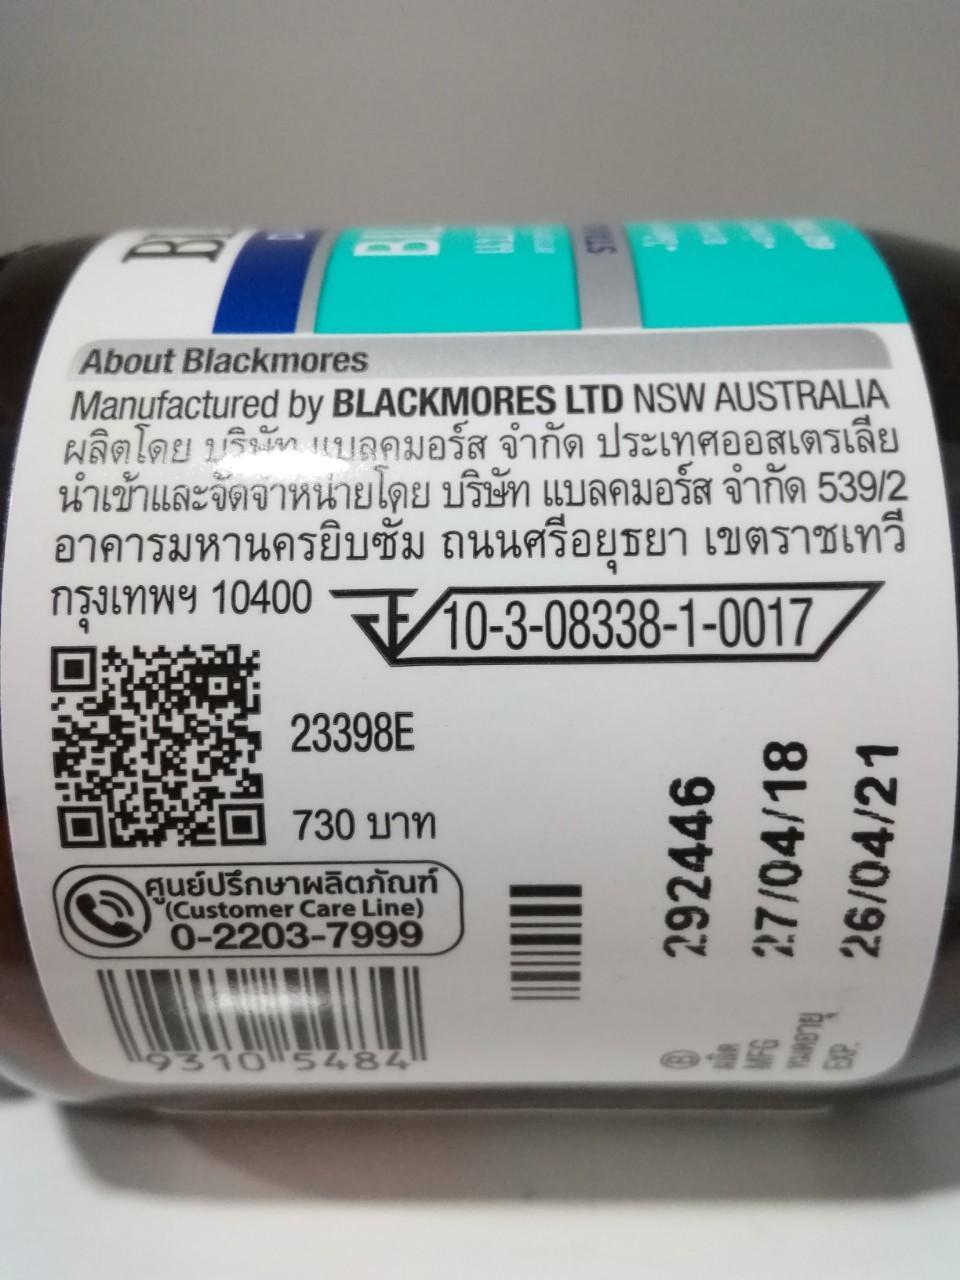 About Blackmores
Manufactured by BLACKMORES LTD NSW AUSTRALIA
ผลิตโดย บริษัท แบลคมอร์ส จำกัด ประเทศออสเตรเลีย
นำเข้าและจัดจำหน่ายโดย บริษัท แบลคมอร์ส จำกัด 539/2
อาคารมหานครยิบซั่ม ถนนศรีอยุธยา เขตราชเทวี
กรุงเทพฯ 10400
10-3-08338-1-0017
23398E
730 บาท
ศูนย์ปรึกษาผลิตภัณฑ์
(Customer Care Line)
0-2203-7999
9310 5484
Ⓑ 29446
ผลิต
MFG 27/04/18
หมดอายุ
EXP. 26/04/21